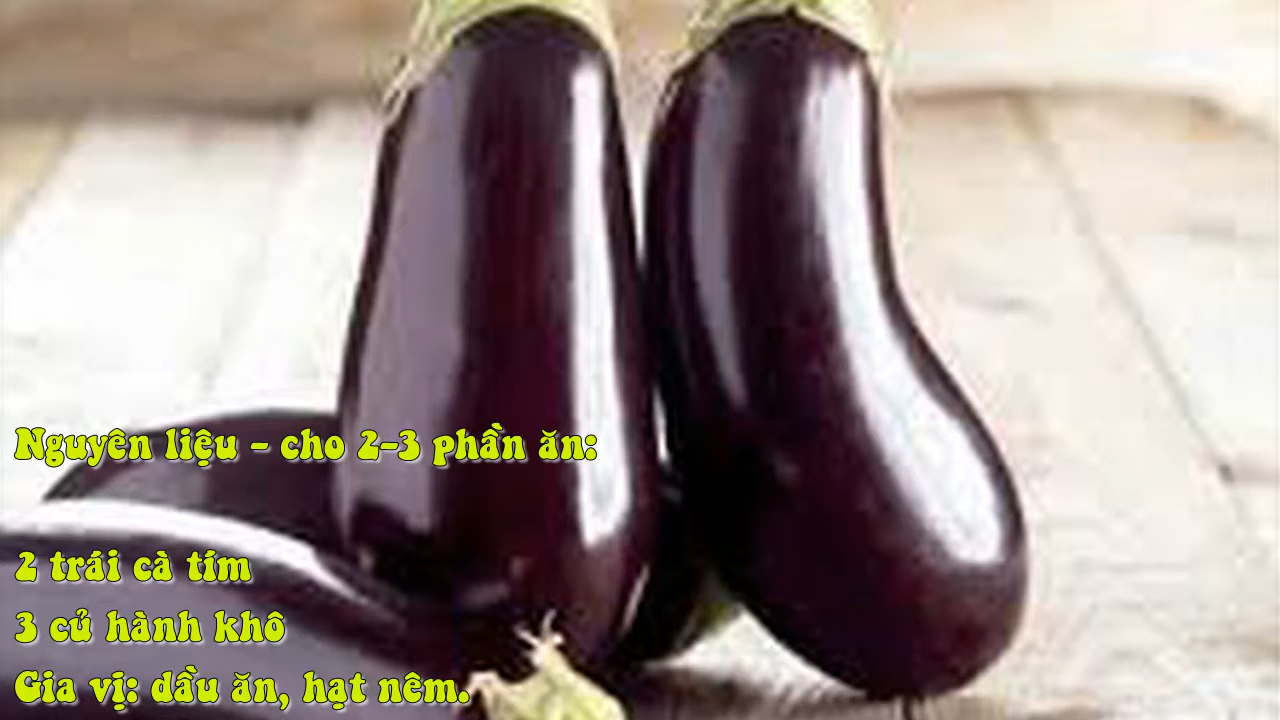 Nguyên liệu - cho 2-3 phần ăn:
2 trái cà tím
3 củ hành khô
Gia vị: dầu ăn, hạt nêm.